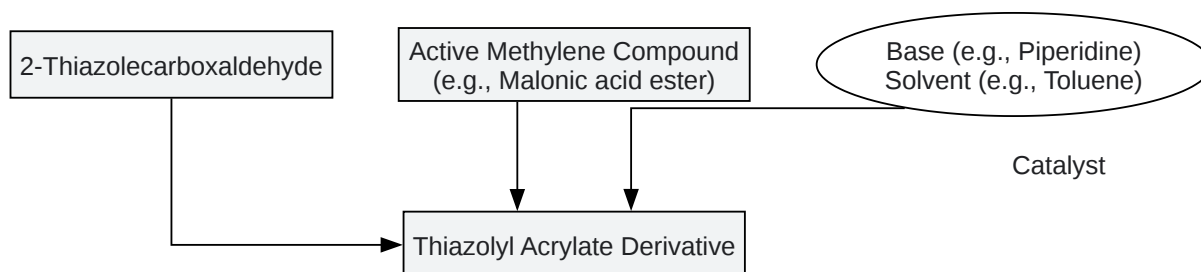 2-Thiazolecarboxaldehyde
Active Methylene Compound
(e.g., Malonic acid ester)
Base (e.g., Piperidine)
Solvent (e.g., Toluene)
Catalyst
Thiazolyl Acrylate Derivative